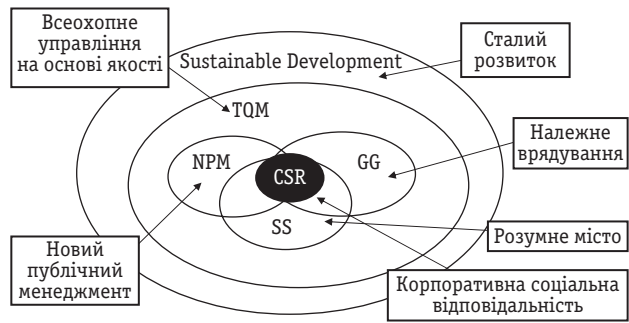 Всеохопне
управління
на основі якості
Sustainable Development
Сталий
розвиток
TQM
Належне
врядування
NPM
GG
CSR
SS
Новий
публічний
менеджмент
Розумне місто
Корпоративна соціальна
відповідальність